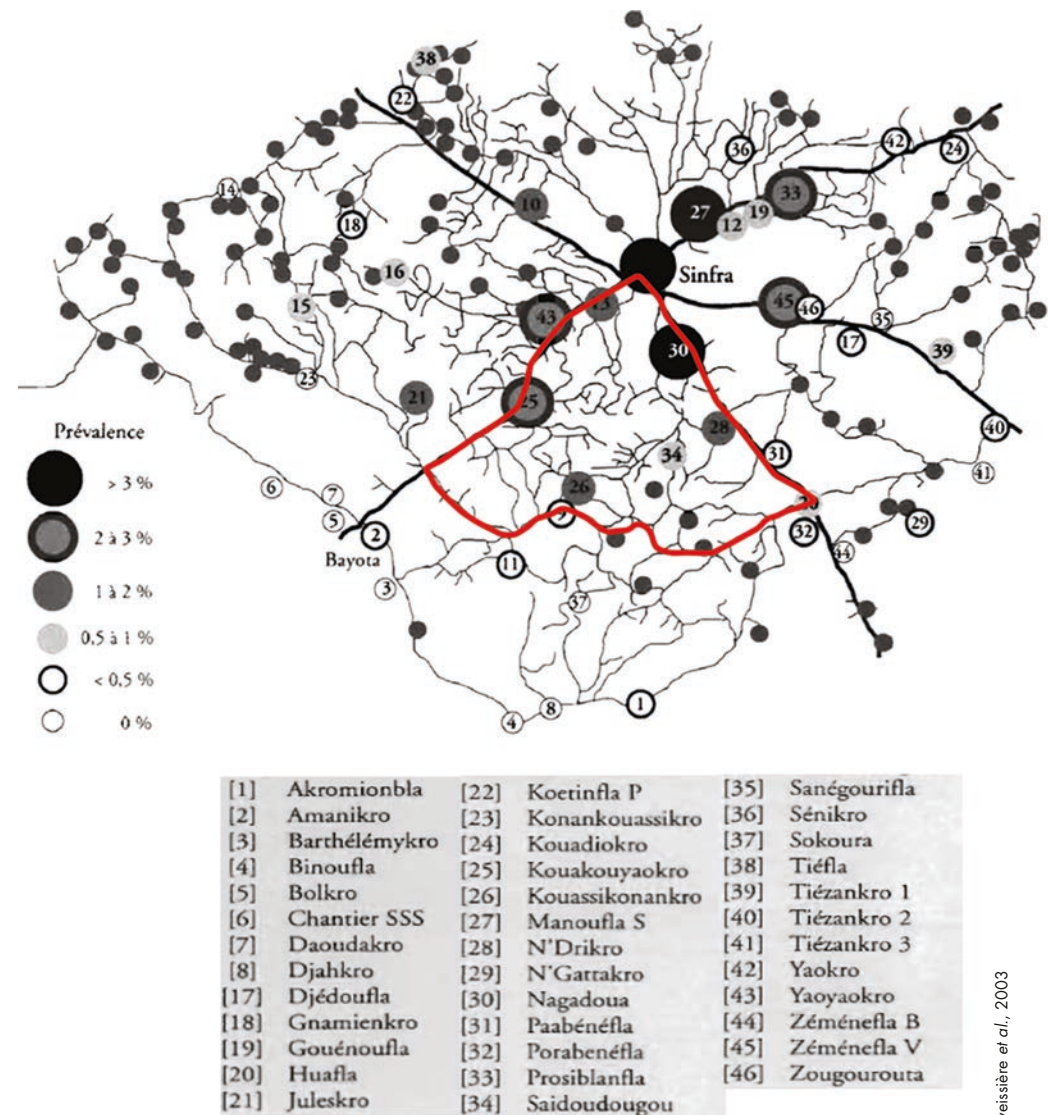 38
22
36
42
24
14
18
10
27
12
19
33
16
Sinfra
15
43
45
46
35
17
30
39
23
21
25
28
40
34
31
41
Prévalence
> 3 %
2 à 3 %
1 à 2 %
0,5 à 1 %
< 0,5 %
0 %
6
7
5
2
Bayota
26
9
32
29
44
11
3
37
4
8
1
[1] Akromionbla [22] Koetinfla P [35] Sanégourifla
[2] Amanikro [23] Konankouassikro [36] Sénikro
[3] Barthélémykro [24] Kouadiokro [37] Sokoura
[4] Binoufla [25] Kouakouyaokro [38] Tiéfla
[5] Bolkro [26] Kouassikonankro [39] Tiézankro 1
[6] Chantier SSS [27] Manoufla S [40] Tiézankro 2
[7] Daoudakro [28] N'Drikro [41] Tiézankro 3
[8] Djahkro [29] N'Gattakro [42] Yaokro
[17] Djédoufla [30] Nagadoua [43] Yaoyaokro
[18] Gnamienkro [31] Paabénéfla [44] Zéménefla B
[19] Gouénoufla [32] Porabenéfla [45] Zéménefla V
[20] Huafla [33] Prosiblanfla [46] Zougourouta
[21] Juleskro [34] Saidoudougou
eissière et al., 2003